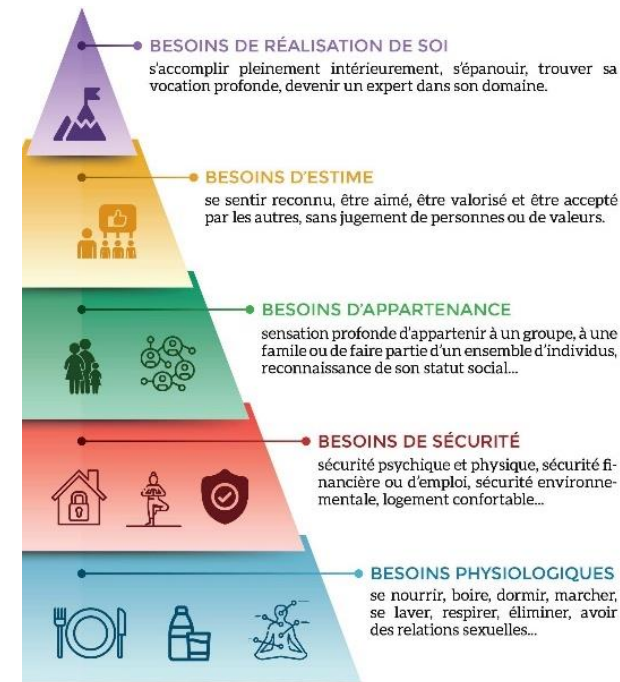 BESOINS DE RÉALISATION DE SOI
s'accomplir pleinement intérieurement, s'épanouir, trouver sa
vocation profonde, devenir un expert dans son domaine.
BESOINS D'ESTIME
se sentir reconnu, être aimé, être valorisé et être accepté
par les autres, sans jugement de personnes ou de valeurs.
BESOINS D'APPARTENANCE
sensation profonde d'appartenir à un groupe, à une
famile ou de faire partie d'un ensemble d'individus,
reconnaissance de son statut social...
BESOINS DE SÉCURITÉ
sécurité psychique et physique, sécurité fi-
nancière ou d'emploi, sécurité environne-
mentale, logement confortable...
BESOINS PHYSIOLOGIQUES
se nourrir, boire, dormir, marcher,
se laver, respirer, éliminer, avoir
des relations sexuelles...